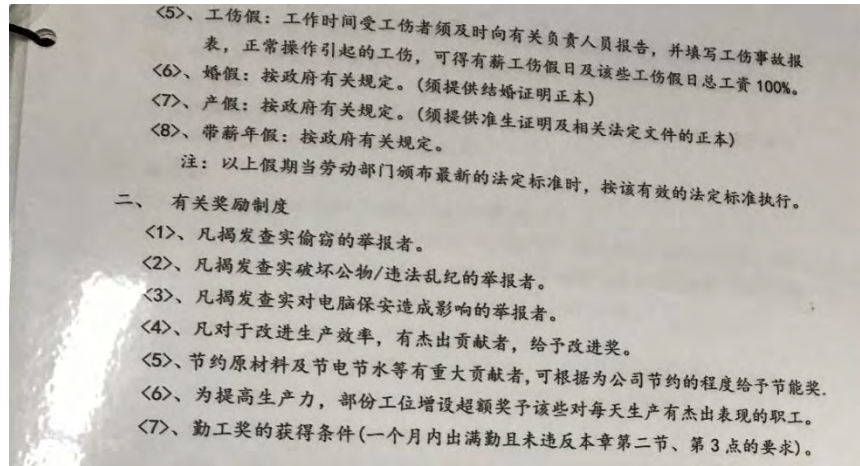 <5>、工伤假：工作时间受工伤者须及时向有关负责人员报告，并填写工伤事故报
表，正常操作引起的工伤，可得有薪工伤假日及该些工伤假日总工资100%。
<6>、婚假：按政府有关规定。(须提供结婚证明正本)
<7>、产假：按政府有关规定。(须提供准生证明及相关法定文件的正本)
<8>、带薪年假：按政府有关规定。
注：以上假期当劳动部门颁布最新的法定标准时，按该有效的法定标准执行。
二、 有关奖励制度
<1>、凡揭发查实偷窃的举报者。
<2>、凡揭发查实破坏公物/违法乱纪的举报者。
<3>、凡揭发查实对电脑保安造成影响的举报者。
<4>、凡对于改进生产效率，有杰出贡献者，给予改进奖。
<5>、节约原材料及节电节水等有重大贡献者,可根据为公司节约的程度给予节能奖.
<6>、为提高生产力，部份工位增设超额奖予该些对每天生产有杰出表现的职工。
<7>、勤工奖的获得条件(一个月内出满勤且未违反本章第二节、第3点的要求)。